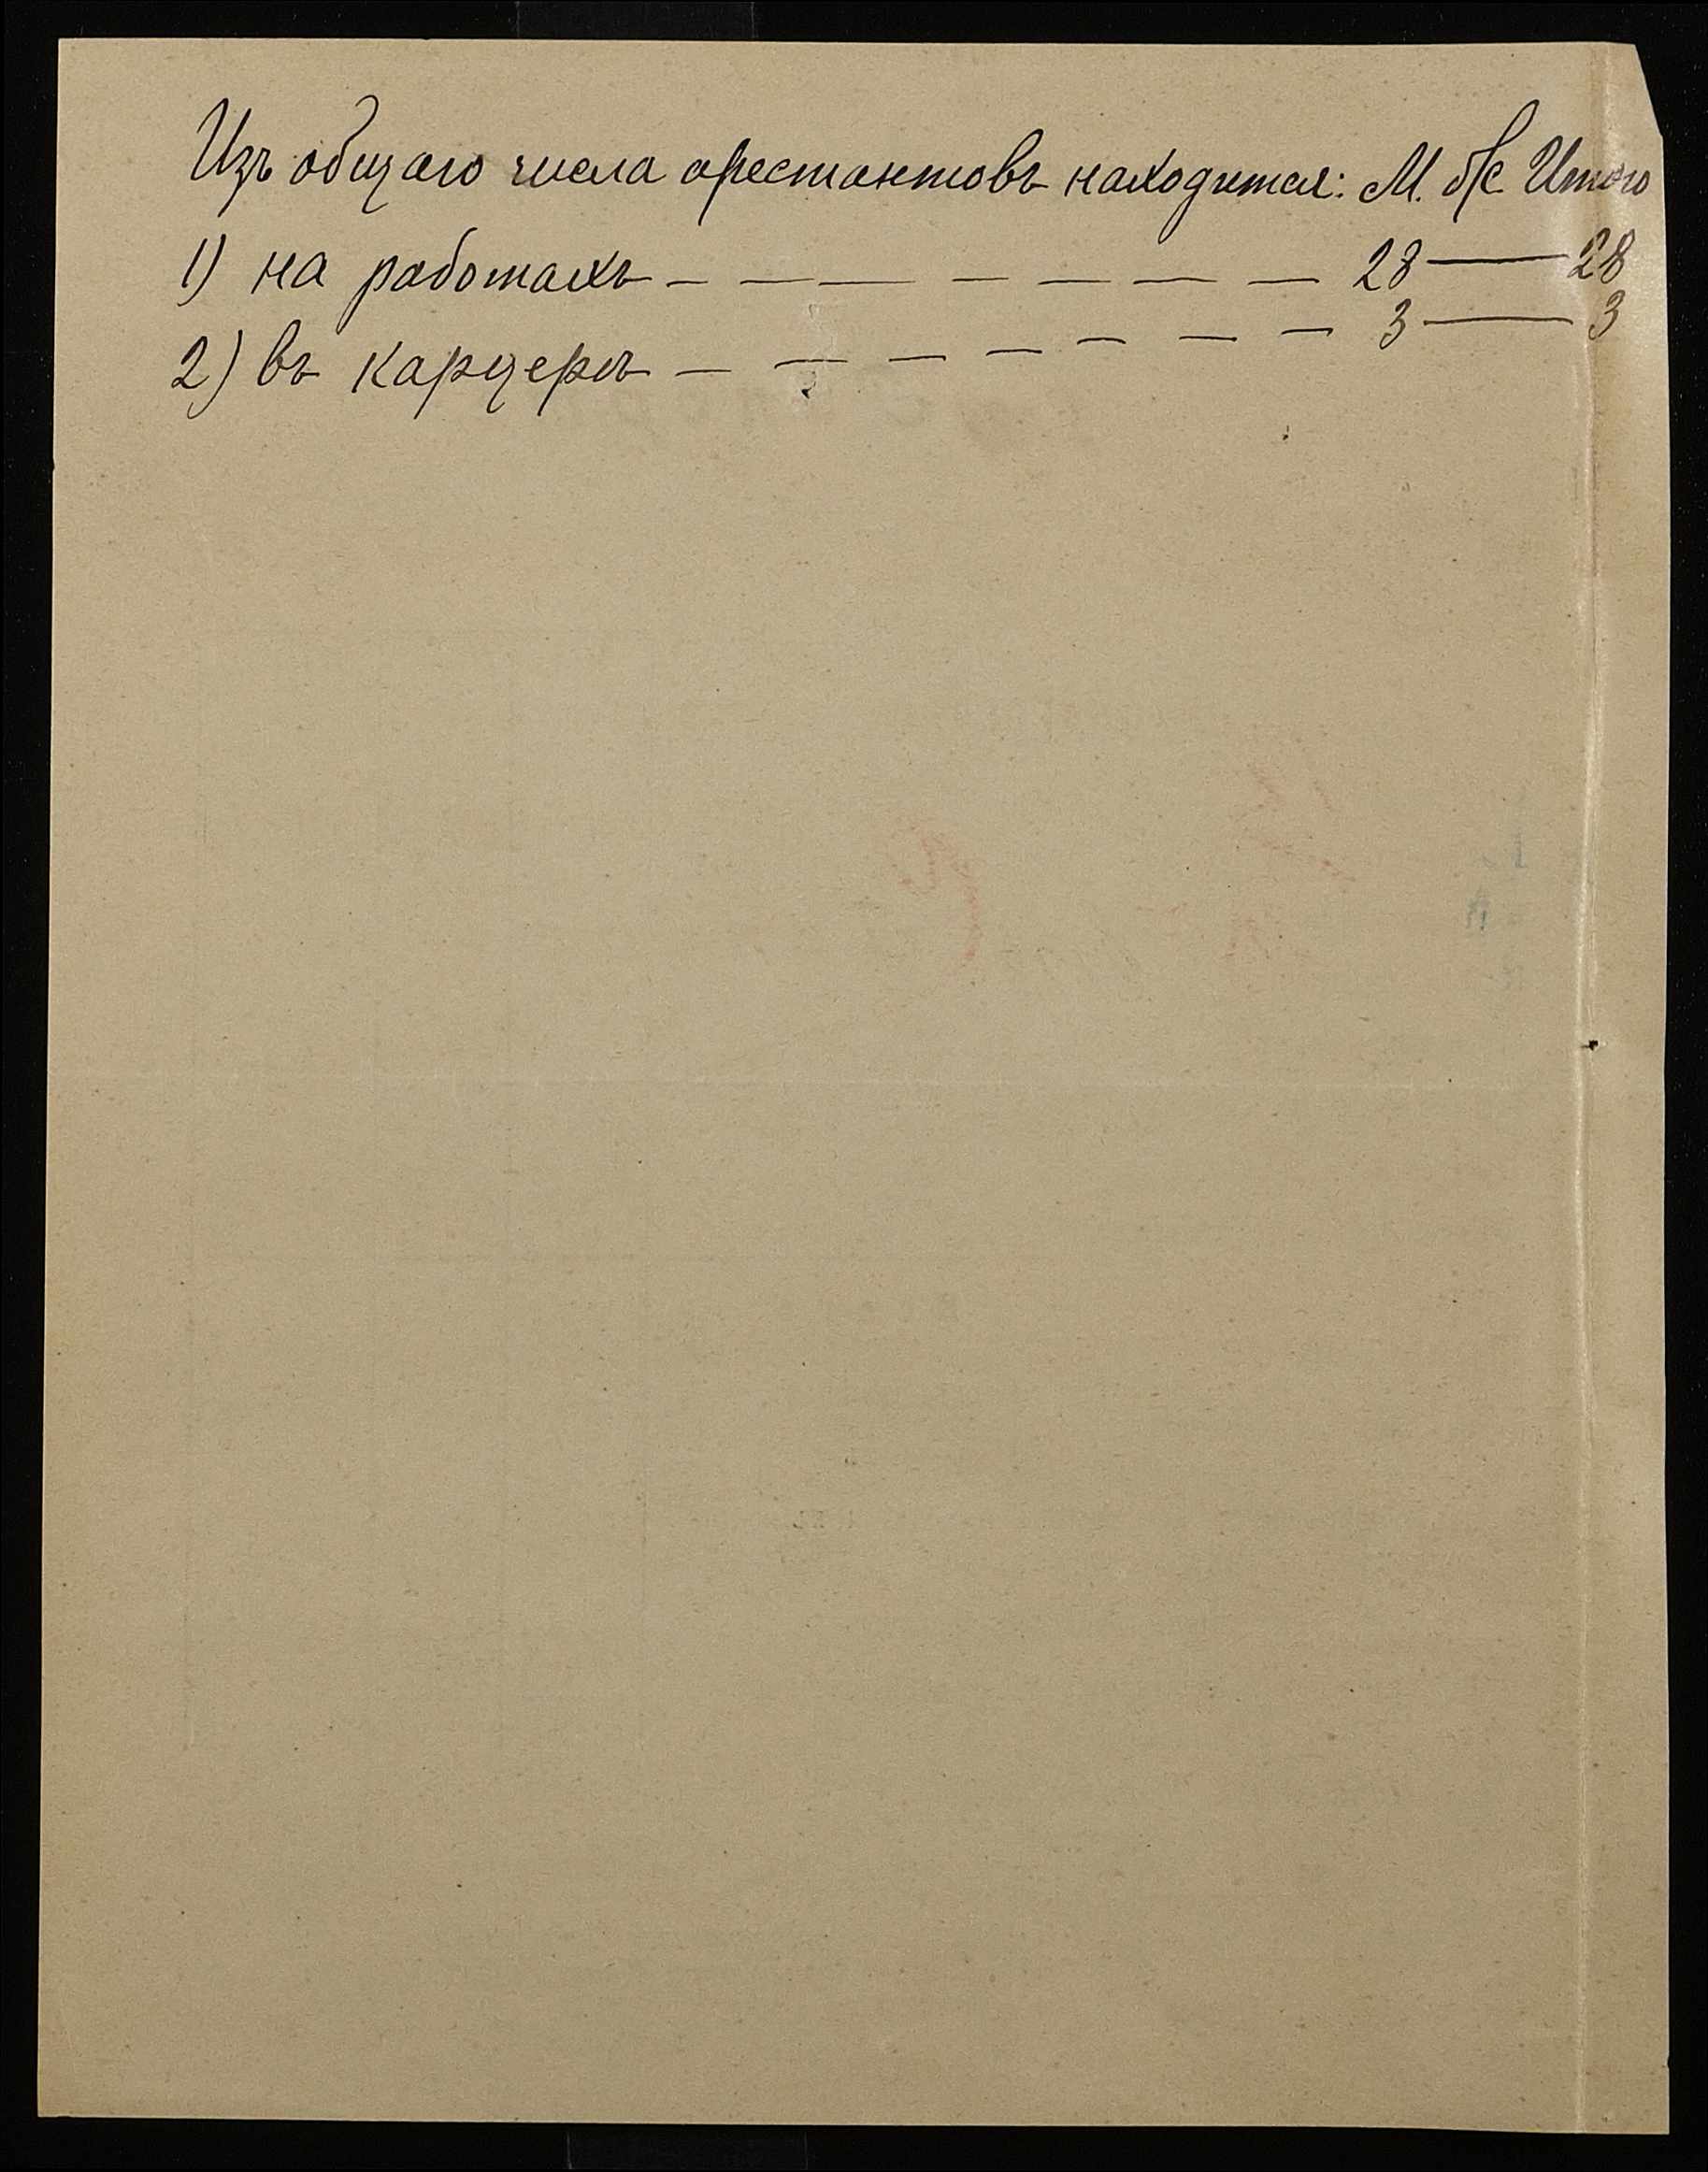 Изъ общаго числа арестантовъ находится: М. Ж Итого
1) на работахъ — — — — — — — — 28 — 28
2) въ карцерѣ — — — — — — — — 3 — 3